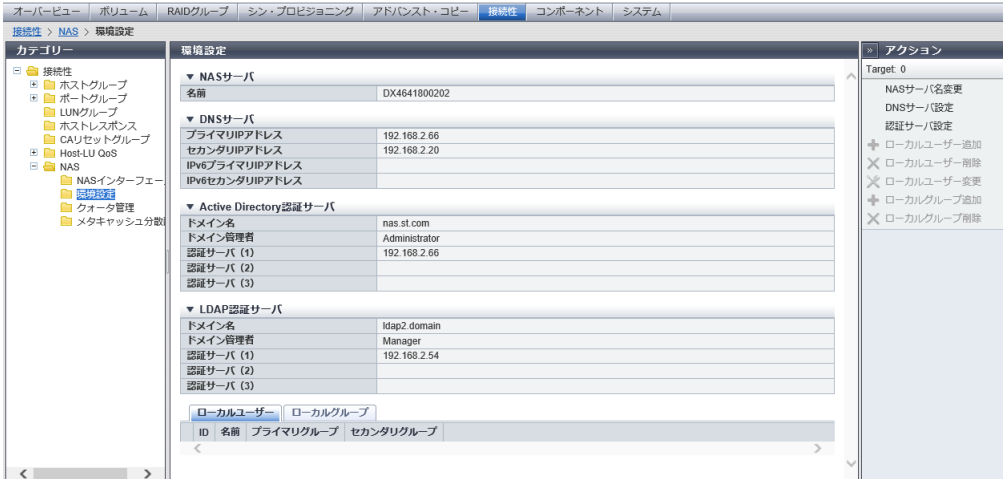 オーバービュー ボリューム RAIDグループ シン・プロビジョニング アドバンスト・コピー 接続性 コンポーネント システム
接続性 > NAS > 環境設定
カテゴリー
接続性
ホストグループ
ポートグループ
LUNグループ
ホストレスポンス
CAリセットグループ
Host-LU QoS
NAS
NASインターフェー
環境設定
クォータ管理
メタキャッシュ分散
環境設定
▼ NASサーバ
名前 DX4641800202
▼ DNSサーバ
プライマリIPアドレス 192.168.2.66
セカンダリIPアドレス 192.168.2.20
IPv6プライマリIPアドレス
IPv6セカンダリIPアドレス
▼ Active Directory認証サーバ
ドメイン名 nas.st.com
ドメイン管理者 Administrator
認証サーバ (1) 192.168.2.66
認証サーバ (2)
認証サーバ (3)
▼ LDAP認証サーバ
ドメイン名 ldap2.domain
ドメイン管理者 Manager
認証サーバ (1) 192.168.2.54
認証サーバ (2)
認証サーバ (3)
ローカルユーザー ローカルグループ
ID 名前 プライマリグループ セカンダリグループ
» アクション
Target: 0
NASサーバ名変更
DNSサーバ設定
認証サーバ設定
ローカルユーザー追加
ローカルユーザー削除
ローカルユーザー変更
ローカルグループ追加
ローカルグループ削除